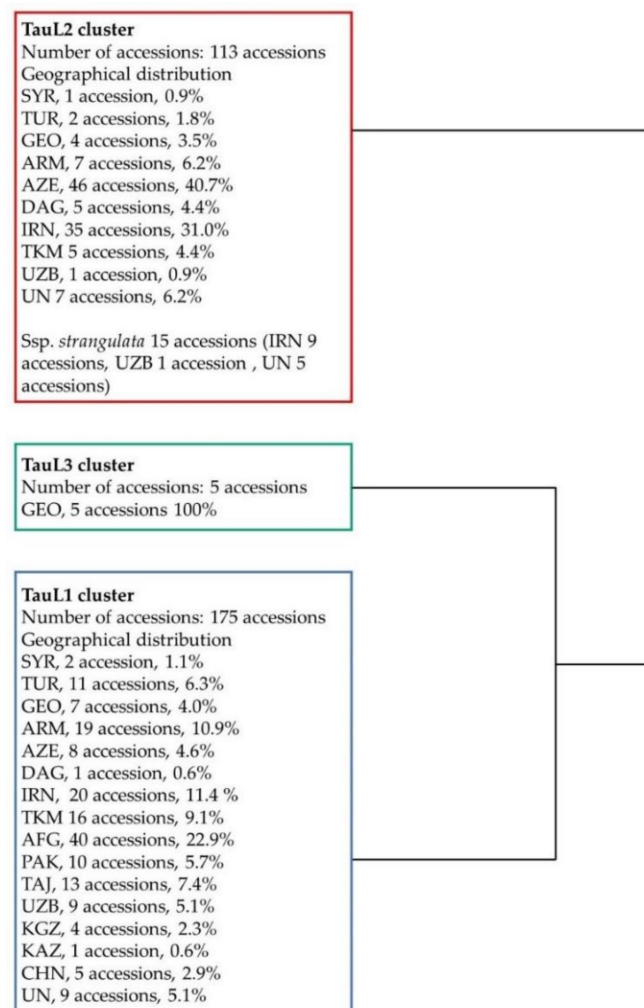 TauL2 cluster
Number of accessions: 113 accessions
Geographical distribution
SYR, 1 accession, 0.9%
TUR, 2 accessions, 1.8%
GEO, 4 accessions, 3.5%
ARM, 7 accessions, 6.2%
AZE, 46 accessions, 40.7%
DAG, 5 accessions, 4.4%
IRN, 35 accessions, 31.0%
TKM 5 accessions, 4.4%
UZB, 1 accession, 0.9%
UN 7 accessions, 6.2%
Ssp. strangulata 15 accessions (IRN 9
accessions, UZB 1 accession , UN 5
accessions)
TauL3 cluster
Number of accessions: 5 accessions
GEO, 5 accessions 100%
TauL1 cluster
Number of accessions: 175 accessions
Geographical distribution
SYR, 2 accession, 1.1%
TUR, 11 accessions, 6.3%
GEO, 7 accessions, 4.0%
ARM, 19 accessions, 10.9%
AZE, 8 accessions, 4.6%
DAG, 1 accession, 0.6%
IRN, 20 accessions, 11.4 %
TKM 16 accessions, 9.1%
AFG, 40 accessions, 22.9%
PAK, 10 accessions, 5.7%
TAJ, 13 accessions, 7.4%
UZB, 9 accessions, 5.1%
KGZ, 4 accessions, 2.3%
KAZ, 1 accession, 0.6%
CHN, 5 accessions, 2.9%
UN, 9 accessions, 5.1%